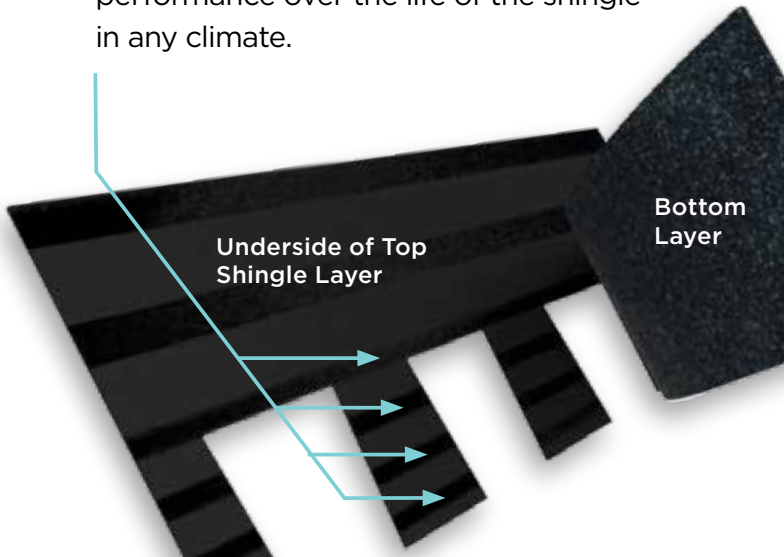 performance over the life of the shingle
in any climate.
Underside of Top
Shingle Layer
Bottom
Layer